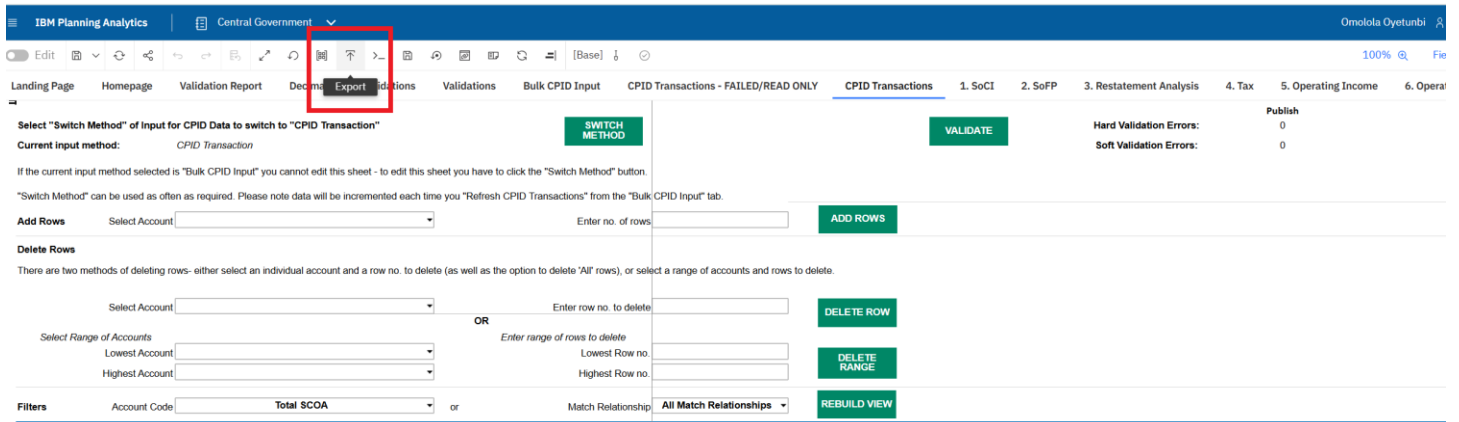 IBM Planning Analytics Central Government Omolola Oyetunbi
Edit [Base] 100% Fie
Export
Landing Page Homepage Validation Report Decima idations Validations Bulk CPID Input CPID Transactions - FAILED/READ ONLY CPID Transactions 1. SoCI 2. SoFP 3. Restatement Analysis 4. Tax 5. Operating Income 6. Operat
Publish
Select "Switch Method" of Input for CPID Data to switch to "CPID Transaction" SWITCH METHOD VALIDATE Hard Validation Errors: 0
Current input method: CPID Transaction Soft Validation Errors: 0
If the current input method selected is "Bulk CPID Input" you cannot edit this sheet - to edit this sheet you have to click the "Switch Method" button.
"Switch Method" can be used as often as required. Please note data will be incremented each time you "Refresh CPID Transactions" from the "Bulk CPID Input" tab.
Add Rows Select Account Enter no. of rows ADD ROWS
Delete Rows
There are two methods of deleting rows- either select an individual account and a row no. to delete (as well as the option to delete 'All' rows), or select a range of accounts and rows to delete.
Select Account Enter row no. to delete DELETE ROW
OR
Select Range of Accounts Enter range of rows to delete
Lowest Account Lowest Row no. DELETE RANGE
Highest Account Highest Row no.
Filters Account Code Total SCOA or Match Relationship All Match Relationships REBUILD VIEW